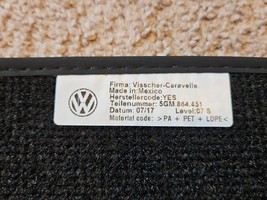 Firma: Visscher-Caravelle
Made in: Mexico
Herstellercode: YES
Teilenummer: 5GM.864.451
Datum: 07/17 Level: 07 S
Material code: >PA + PET + LDPE<